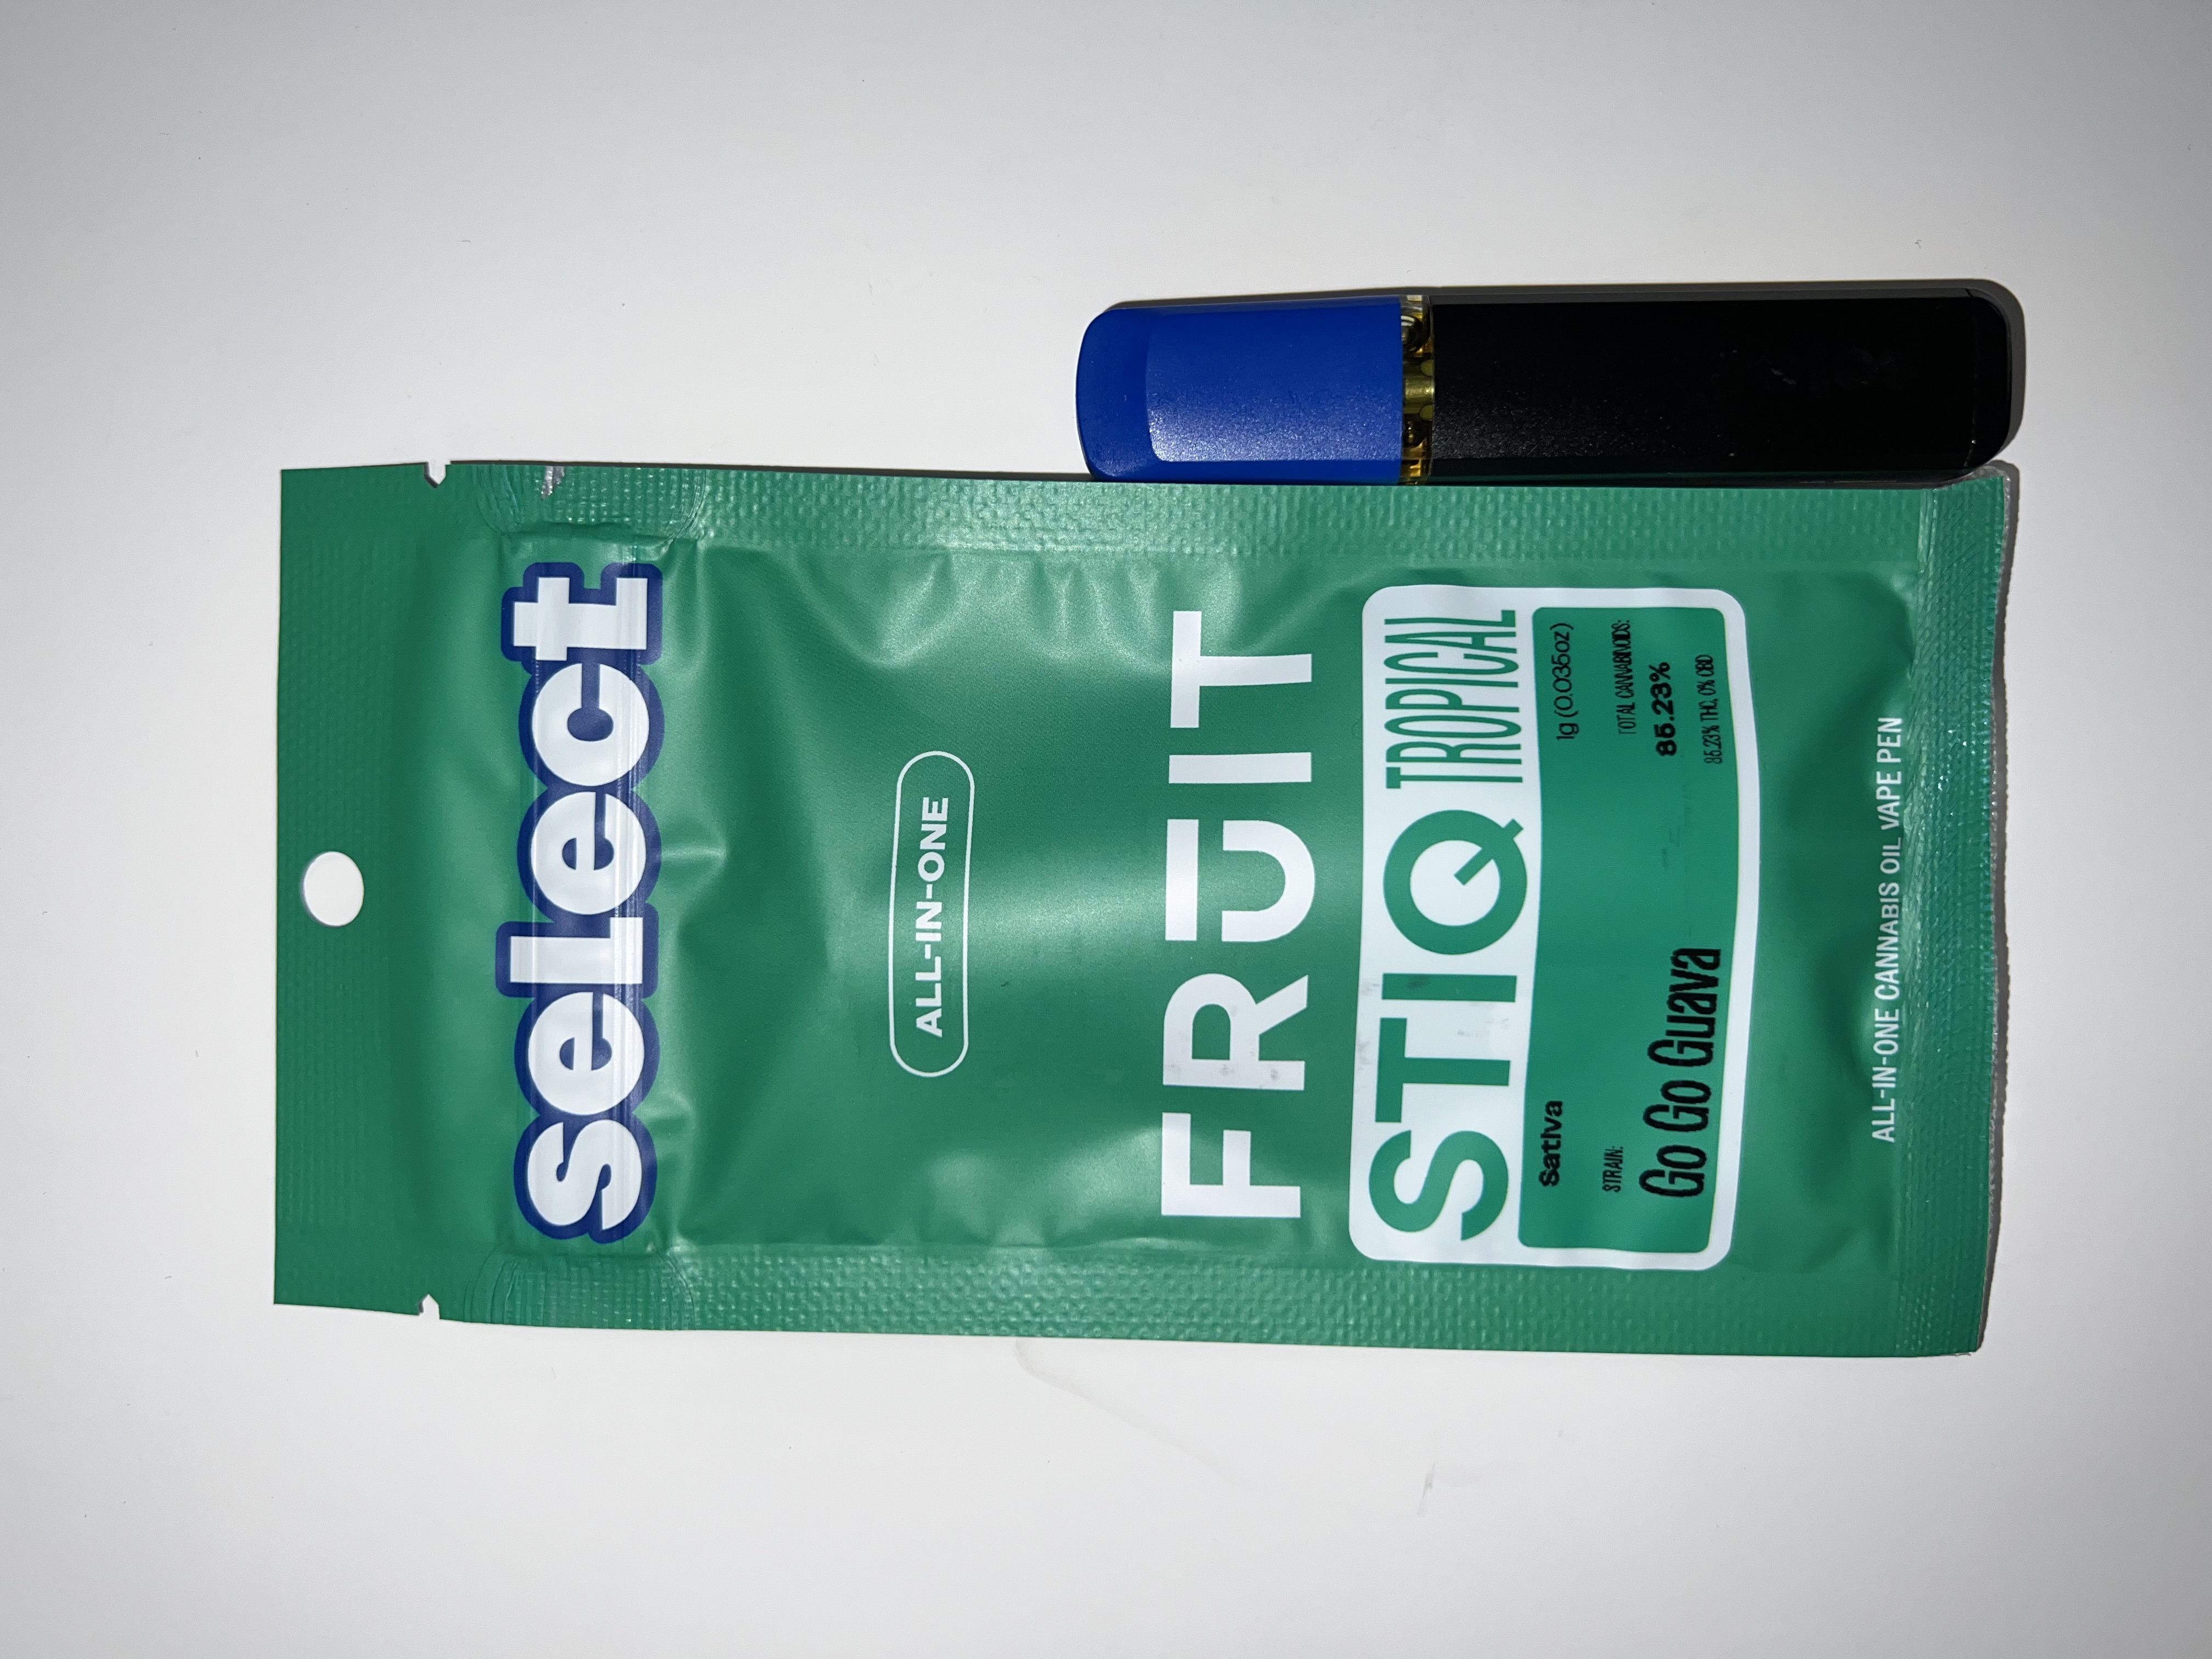 select
ALL-IN-ONE
FRUIT
STIQ TROPICAL
Sativa
1g (0.035oz)
STRAIN:
Go Go Guava
TOTAL CANNABINOIDS:
85.23%
85.23% THC, 0% CBD
ALL-IN-ONE CANNABIS OIL VAPE PEN